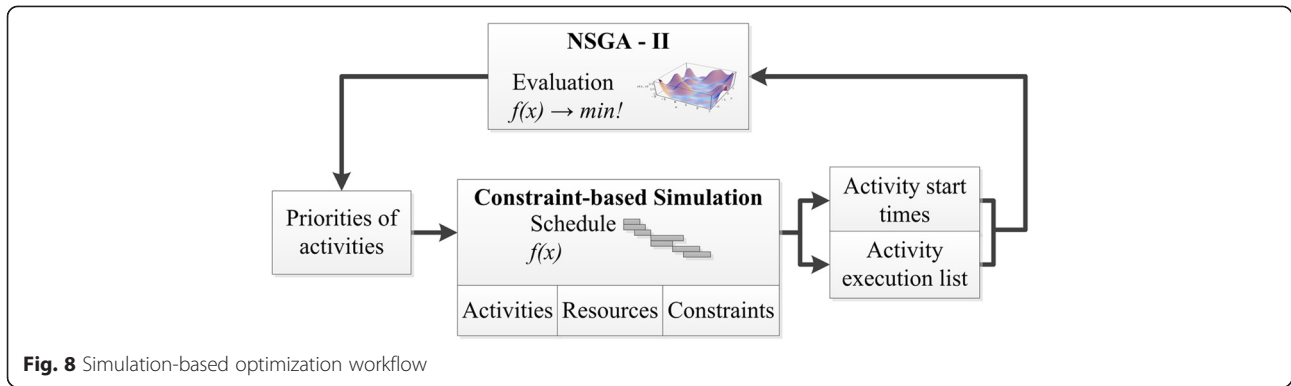 NSGA - II
Evaluation
f(x) → min!
Priorities of
activities
Constraint-based Simulation
Schedule
f(x)
Activities Resources Constraints
Activity start
times
Activity
execution list
Fig. 8 Simulation-based optimization workflow